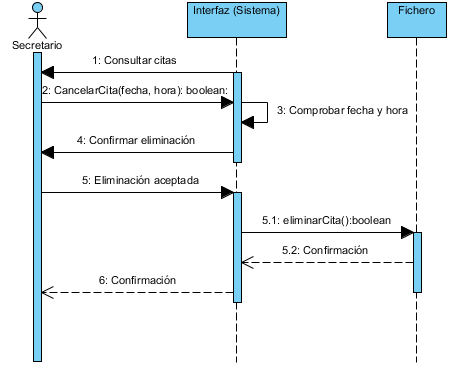 Interfaz (Sistema)
Fichero
Secretario
1: Consultar citas
2: CancelarCita(fecha, hora): boolean:
3: Comprobar fecha y hora
4: Confirmar eliminación
5: Eliminación aceptada
5.1: eliminarCita():boolean
5.2: Confirmación
6: Confirmación